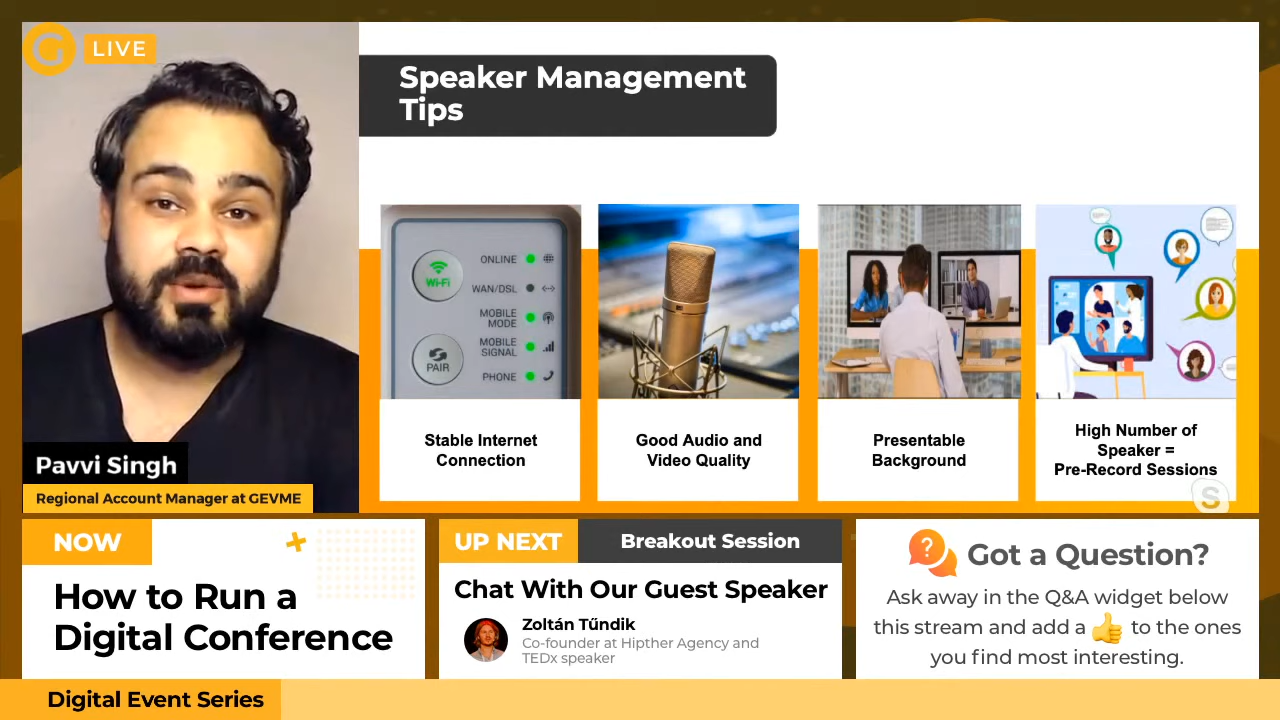 G LIVE
Speaker Management
Tips
Wi-Fi
ONLINE
WAN/DSL
MOBILE
MODE
MOBILE
SIGNAL
PAIR
PHONE
Stable Internet
Connection
Good Audio and
Video Quality
Presentable
Background
High Number of
Speaker =
Pre-Record Sessions
S
Pavvi Singh
Regional Account Manager at GEVME
NOW
How to Run a
Digital Conference
UP NEXT
Breakout Session
Chat With Our Guest Speaker
Zoltán Tűndik
Co-founder at Hipther Agency and
TEDx speaker
?
Got a Question?
Ask away in the Q&A widget below
this stream and add a 👍 to the ones
you find most interesting.
Digital Event Series